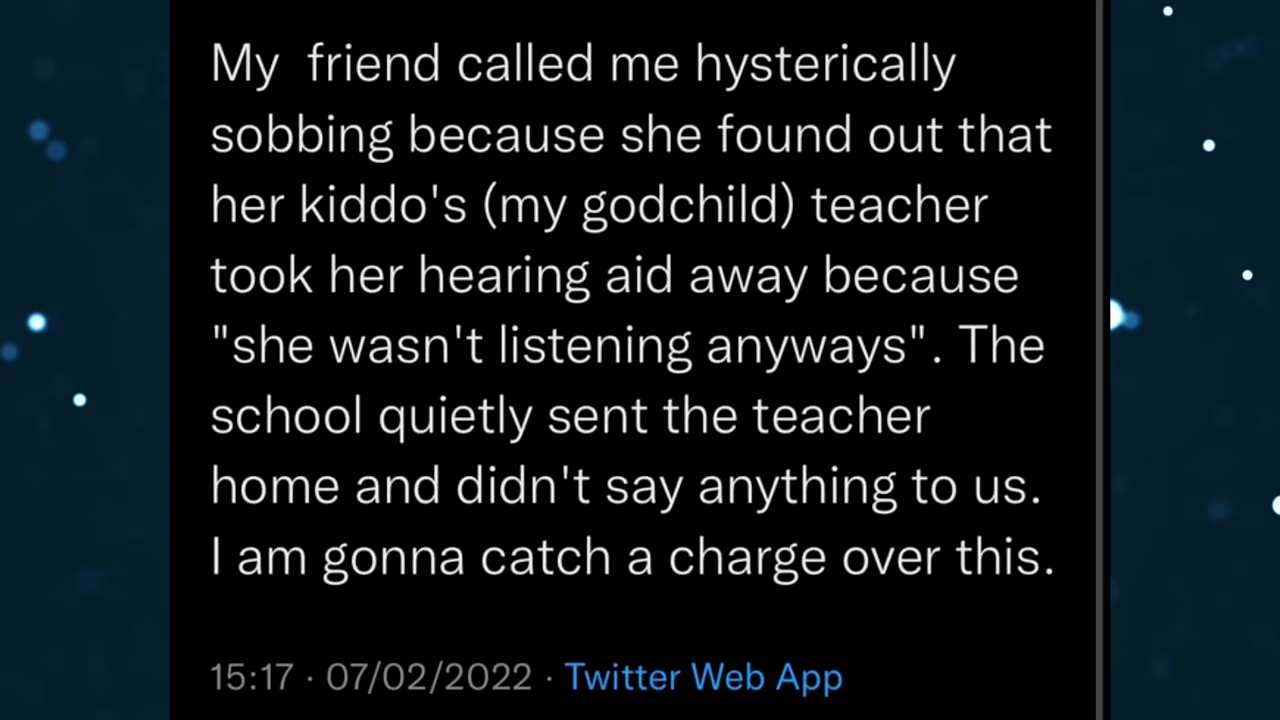 My  friend called me hysterically
sobbing because she found out that
her kiddo's (my godchild) teacher
took her hearing aid away because
"she wasn't listening anyways". The
school quietly sent the teacher
home and didn't say anything to us.
I am gonna catch a charge over this.
15:17 · 07/02/2022 · Twitter Web App